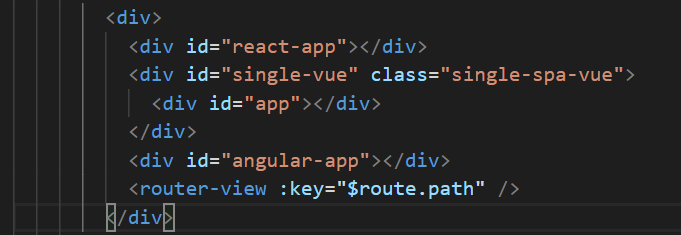 <div>
<div id="react-app"></div>
<div id="single-vue" class="single-spa-vue">
<div id="app"></div>
</div>
<div id="angular-app"></div>
<router-view :key="$route.path" />
</div>